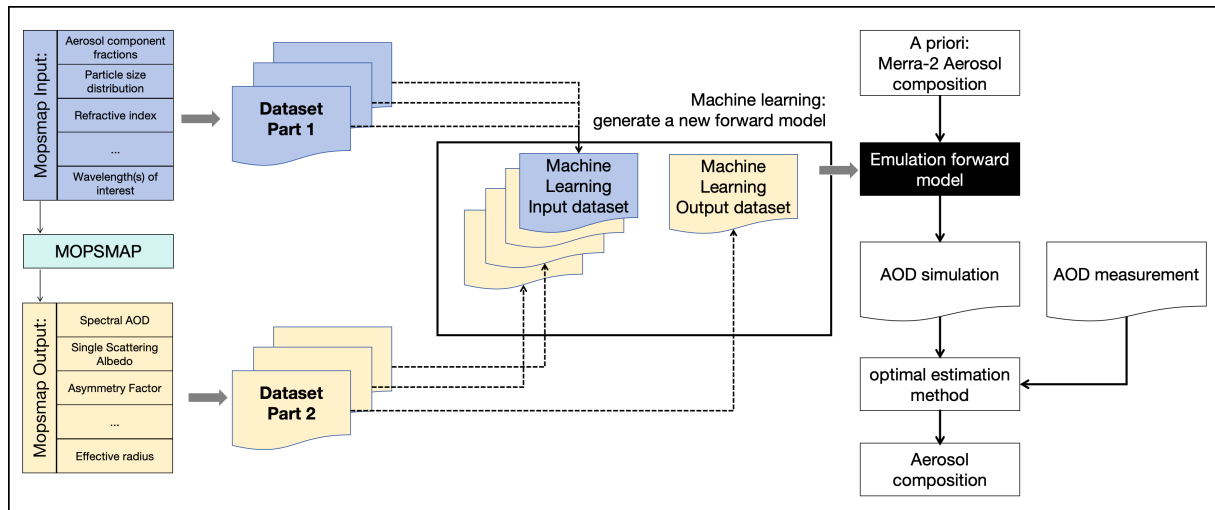 Mopsmap Input:
Aerosol component
fractions
Particle size
distribution
Refractive index
...
Wavelength(s) of
interest
MOPSMAP
Mopsmap Output:
Spectral AOD
Single Scattering
Albedo
Asymmetry Factor
...
Effective radius
Dataset
Part 1
Dataset
Part 2
Machine learning:
generate a new forward model
Machine
Learning
Input dataset
Machine
Learning
Output dataset
A priori:
Merra-2 Aerosol
composition
Emulation forward
model
AOD simulation
AOD measurement
optimal estimation
method
Aerosol
composition